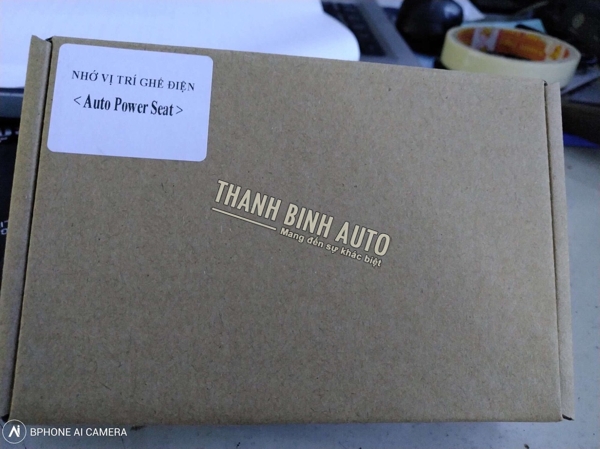 NHỚ VỊ TRÍ GHẾ ĐIỆN
< Auto Power Seat >
THANH BINH AUTO
Mang đến sự khác biệt
BPHONE AI CAMERA